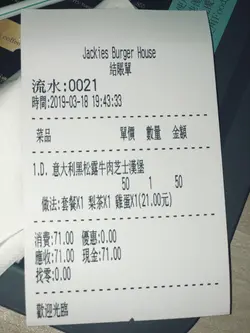 Jackies Burger House
結賬單
流水:0021
時間:2019-03-18 19:43:33
菜品 單價 數量 金額
1.D. 意大利黑松露牛肉芝士漢堡
50 1 50
做法:套餐X1 梨茶X1 雞蛋X1(21.00元)
消費:71.00 優惠:0.00
應收:71.00 現金:71.00
找零:0.00
歡迎光臨